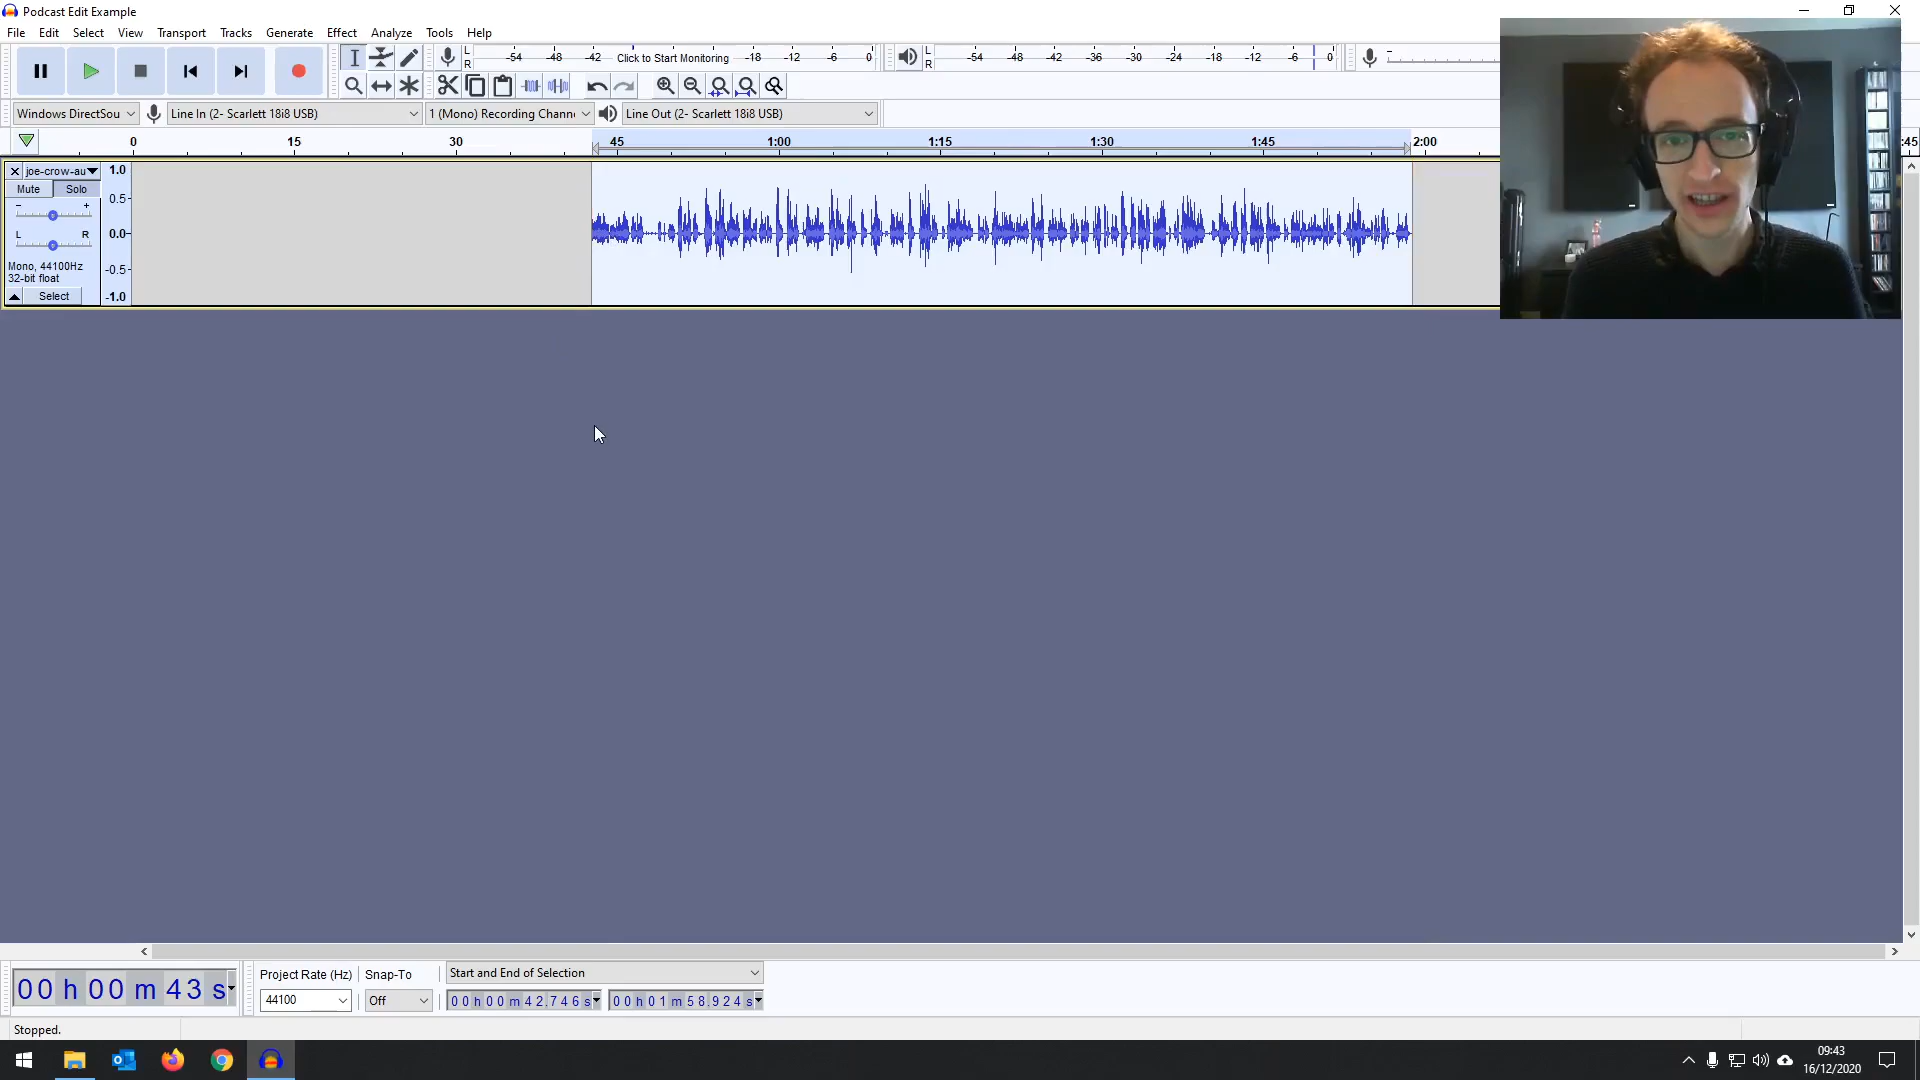 Podcast Edit Example
File Edit Select View Transport Tracks Generate Effect Analyze Tools Help
L
R
-54 -48 -42 Click to Start Monitoring -18 -12 -6 0
L
R
-54 -48 -42 -36 -30 -24 -18 -12 -6 0
Windows DirectSou
Line In (2- Scarlett 18i8 USB)
1 (Mono) Recording Chann
Line Out (2- Scarlett 18i8 USB)
0 15 30 45 1:00 1:15 1:30 1:45 2:00 :45
joe-crow-au
Mute Solo
- +
L R
Mono, 44100Hz
32-bit float
Select
1.0
0.5
0.0
-0.5
-1.0
Project Rate (Hz) Snap-To Start and End of Selection
00 h 00 m 43 s
44100 Off 00 h 00 m 42.746 s 00 h 01 m 58.924 s
Stopped.
09:43
16/12/2020